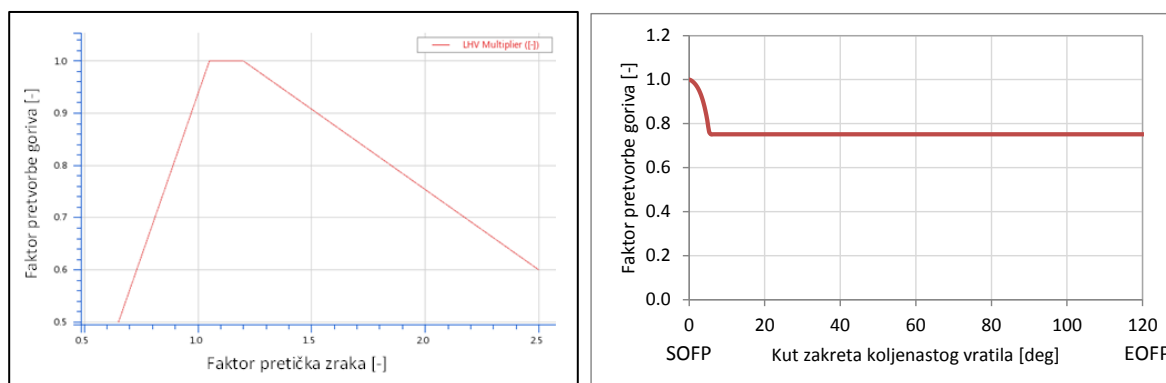 LHV Multiplier ([-])
1.0
0.9
0.8
0.7
0.6
0.5
Faktor pretvorbe goriva [-]
0.5 1.0 1.5 2.0 2.5
Faktor pretička zraka [-]
1.2
1.0
0.8
0.6
0.4
0.2
0.0
Faktor pretvorbe goriva [-]
0 20 40 60 80 100 120
SOFP Kut zakreta koljenastog vratila [deg] EOFP